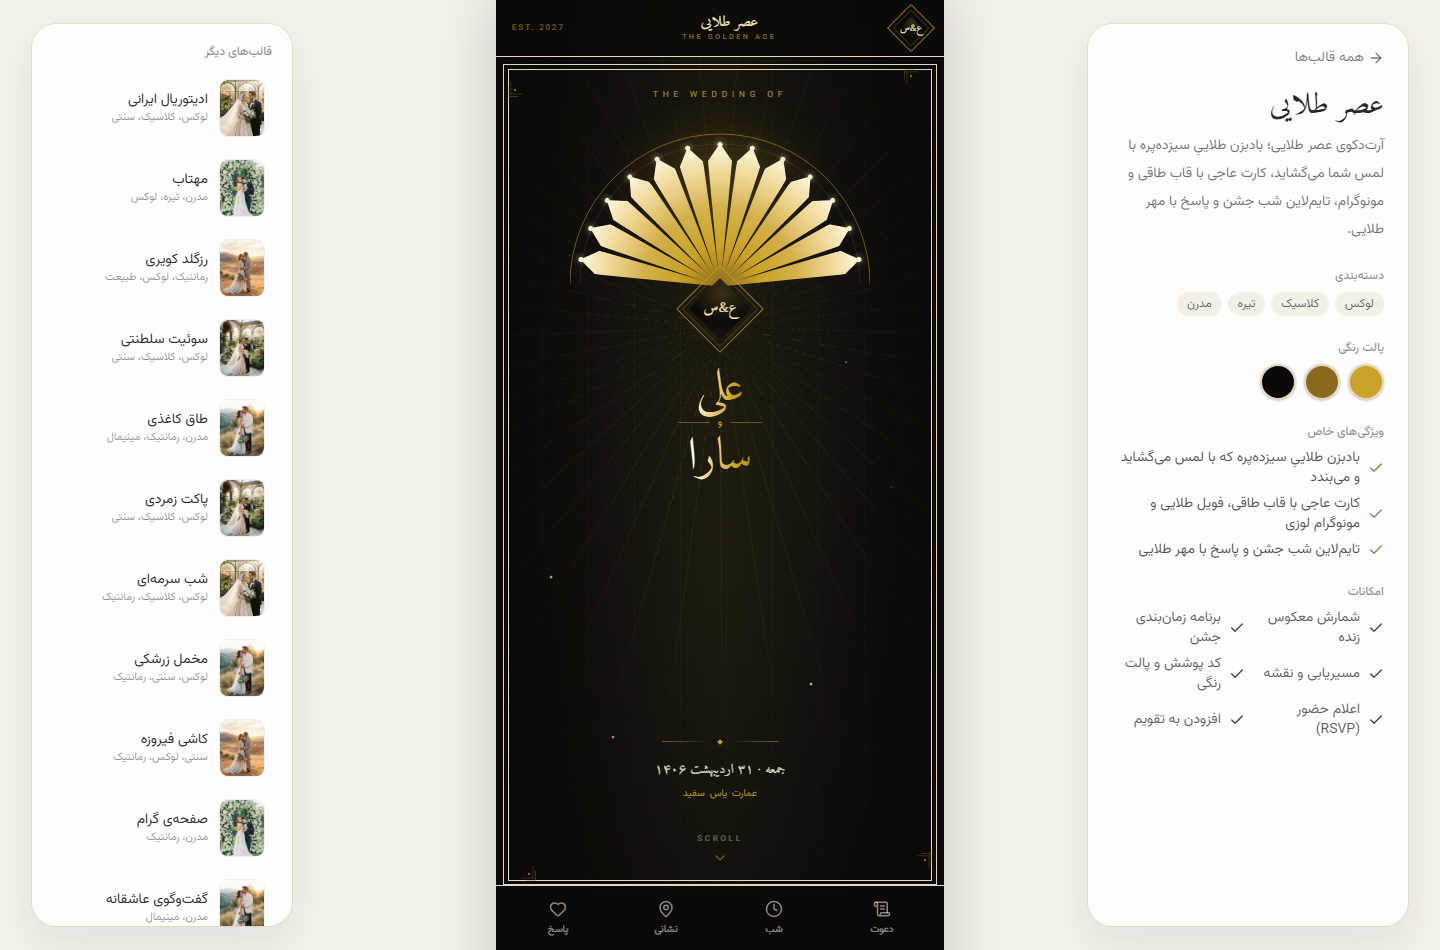 همه قالب‌ها
عصر طلایی
آرت‌دکوی عصر طلایی؛ بادبزن طلاییِ سیزده‌پره با
لمس شما می‌گشاید، کارت عاجی با قاب طاقی و
مونوگرام، تایم‌لاین شب جشن و پاسخ با مهر
طلایی.
دسته‌بندی
لوکس
کلاسیک
تیره
مدرن
پالت رنگی
ویژگی‌های خاص
بادبزن طلاییِ سیزده‌پره که با لمس می‌گشاید
و می‌بندد
کارت عاجی با قاب طاقی، فویل طلایی و
مونوگرام لوزی
تایم‌لاین شب جشن و پاسخ با مهر طلایی
امکانات
شمارش معکوس
زنده
برنامه زمان‌بندی
جشن
مسیریابی و نقشه
کد پوشش و پالت
رنگی
اعلام حضور
(RSVP)
افزودن به تقویم
ع&س
عصر طلایی
THE GOLDEN AGE
EST. 2027
THE WEDDING OF
ع&س
علی
و
سارا
جمعه · ۳۱ اردیبهشت ۱۴۰۶
عمارت یاس سفید
SCROLL
دعوت
شب
نشانی
پاسخ
قالب‌های دیگر
ادیتوریال ایرانی
لوکس، کلاسیک، سنتی
مهتاب
مدرن، تیره، لوکس
رزگلد کویری
رمانتیک، لوکس، طبیعت
سوئیت سلطنتی
لوکس، کلاسیک، سنتی
طاق کاغذی
مدرن، رمانتیک، مینیمال
پاکت زمردی
لوکس، کلاسیک، سنتی
شب سرمه‌ای
لوکس، کلاسیک، رمانتیک
مخمل زرشکی
لوکس، سنتی، رمانتیک
کاشی فیروزه
سنتی، لوکس، رمانتیک
صفحه‌ی گرام
مدرن، رمانتیک
گفت‌وگوی عاشقانه
مدرن، مینیمال